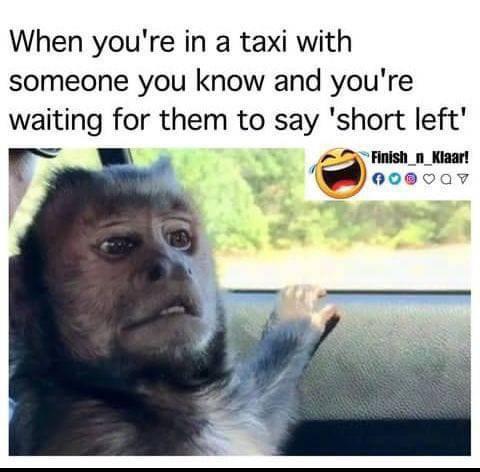 When you're in a taxi with
someone you know and you're
waiting for them to say 'short left'
Finish_n_Klaar!